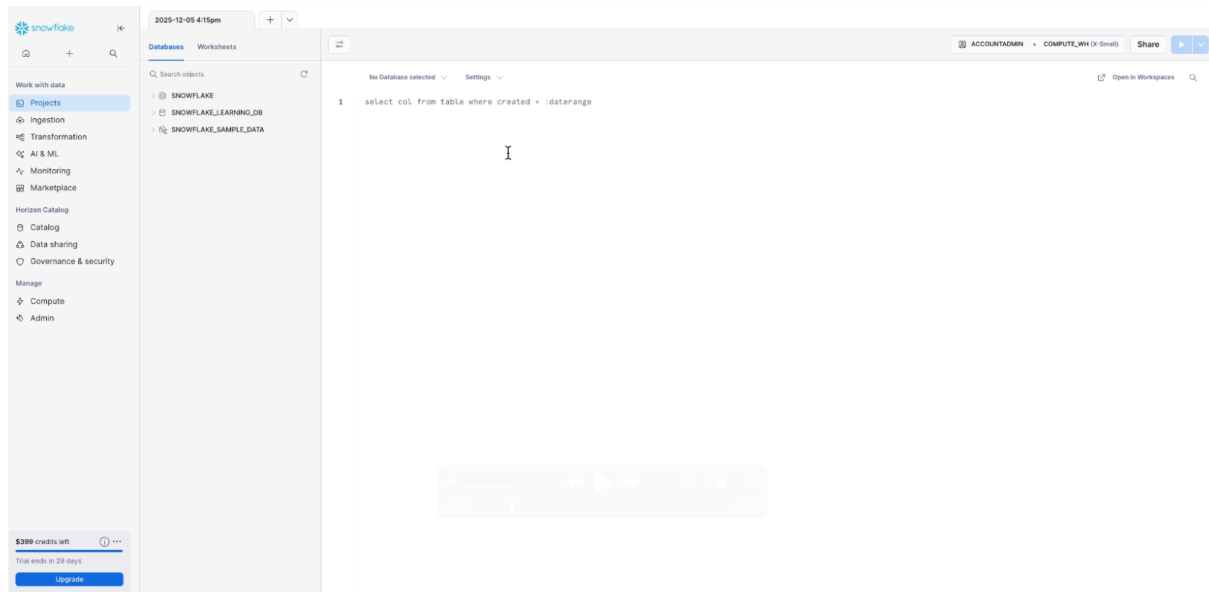 snowflake
Work with data
Projects
Ingestion
Transformation
AI & ML
Monitoring
Marketplace
Horizon Catalog
Catalog
Data sharing
Governance & security
Manage
Compute
Admin
$399 credits left
Trial ends in 29 days
Upgrade
2025-12-05 4:15pm
Databases Worksheets
Search objects
SNOWFLAKE
SNOWFLAKE_LEARNING_DB
SNOWFLAKE_SAMPLE_DATA
ACCOUNTADMIN • COMPUTE_WH (X-Small) Share
No Database selected Settings Open in Workspaces
1 select col from table where created = :daterange